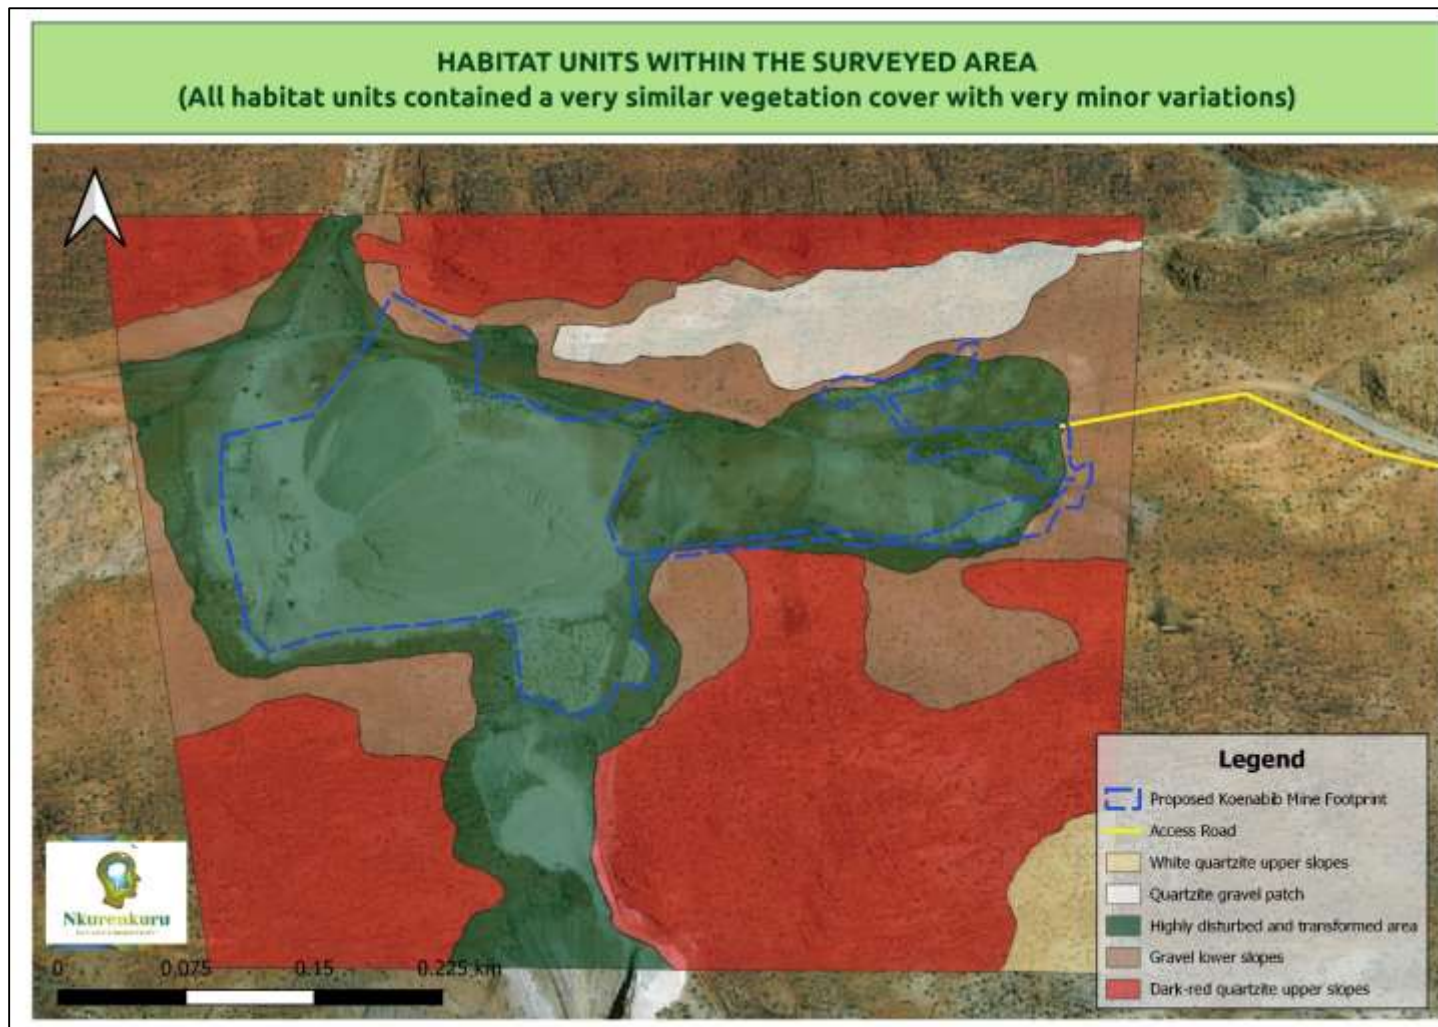 HABITAT UNITS WITHIN THE SURVEYED AREA
(All habitat units contained a very similar vegetation cover with very minor variations)
Legend
Proposed Koenabib Mine Footprint
Access Road
White quartzite upper slopes
Quartzite gravel patch
Highly disturbed and transformed area
Gravel lower slopes
Dark-red quartzite upper slopes
Nkurenkuru
0 0.075 0.15 0.225 km